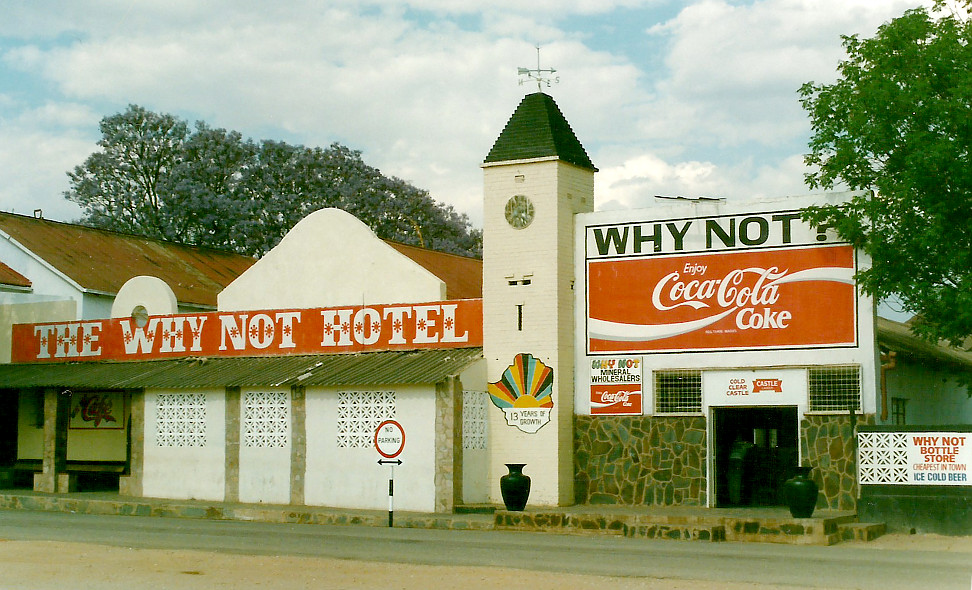 THE WHY NOT HOTEL
WHY NOT?
Enjoy
Coca-Cola
Coke
WHY NOT
MINERAL
WHOLESALERS
Coca-Cola
COLD CLEAR
CASTLE
CASTLE
13 YEARS
OF
GROWTH
NO
PARKING
WHY NOT
BOTTLE
STORE
CHEAPEST IN TOWN
ICE COLD BEER